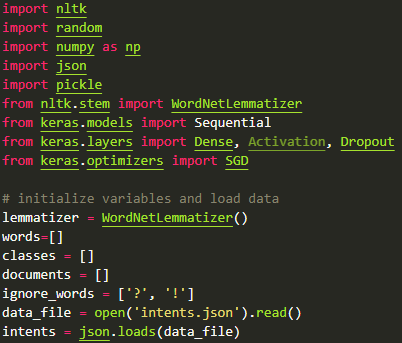 import nltk
import random
import numpy as np
import json
import pickle
from nltk.stem import WordNetLemmatizer
from keras.models import Sequential
from keras.layers import Dense, Activation, Dropout
from keras.optimizers import SGD

# initialize variables and load data
lemmatizer = WordNetLemmatizer()
words=[]
classes = []
documents = []
ignore_words = ['?', '!']
data_file = open('intents.json').read()
intents = json.loads(data_file)